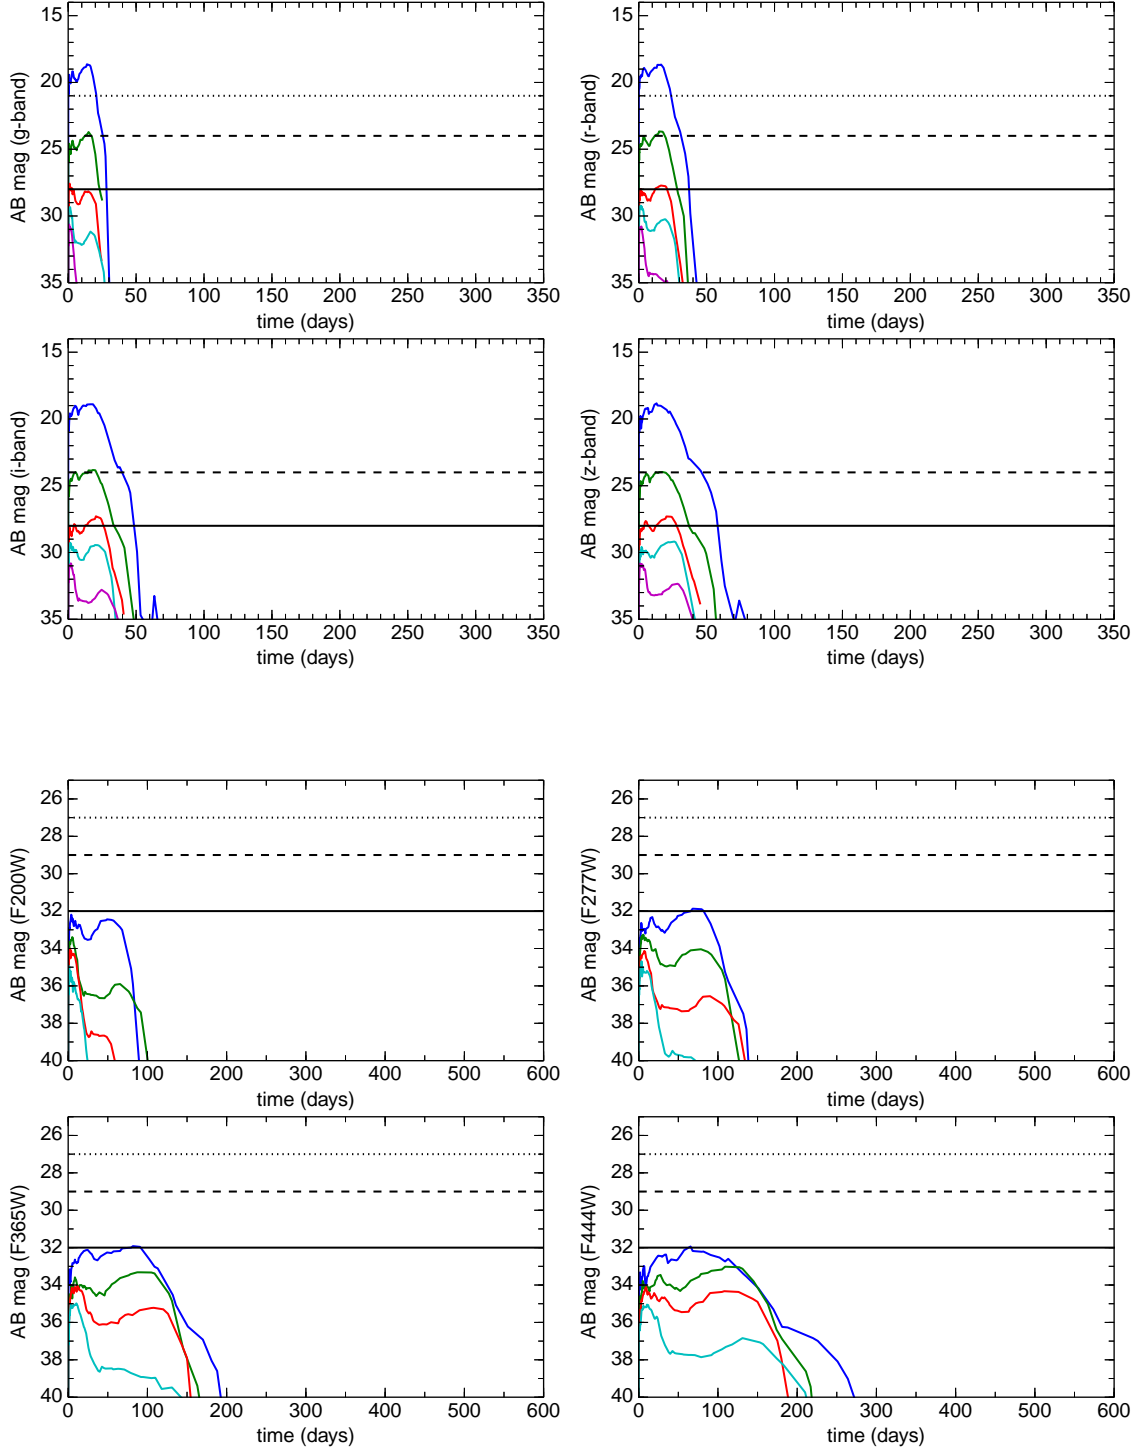 AB mag (g-band)
15
20
25
30
35
0 50 100 150 200 250 300 350
time (days)
AB mag (r-band)
15
20
25
30
35
0 50 100 150 200 250 300 350
time (days)
AB mag (i-band)
15
20
25
30
35
0 50 100 150 200 250 300 350
time (days)
AB mag (z-band)
15
20
25
30
35
0 50 100 150 200 250 300 350
time (days)
AB mag (F200W)
26
28
30
32
34
36
38
40
0 100 200 300 400 500 600
time (days)
AB mag (F277W)
26
28
30
32
34
36
38
40
0 100 200 300 400 500 600
time (days)
AB mag (F365W)
26
28
30
32
34
36
38
40
0 100 200 300 400 500 600
time (days)
AB mag (F444W)
26
28
30
32
34
36
38
40
0 100 200 300 400 500 600
time (days)